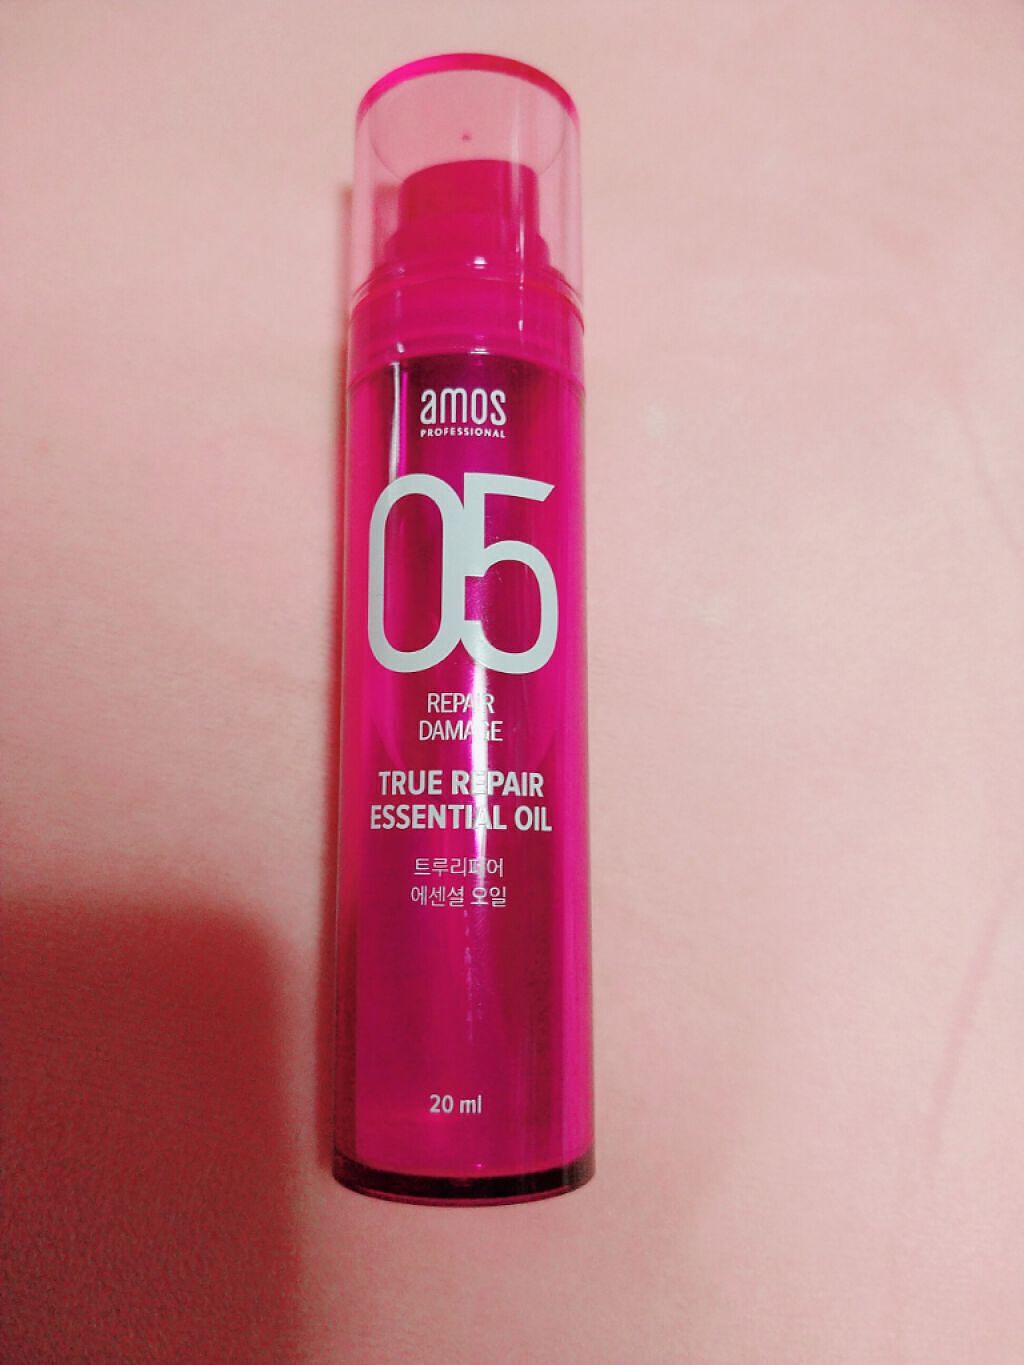 amos
PROFESSIONAL
05
REPAIR
DAMAGE
TRUE REPAIR
ESSENTIAL OIL
트루리페어
에센셜 오일
20 ml